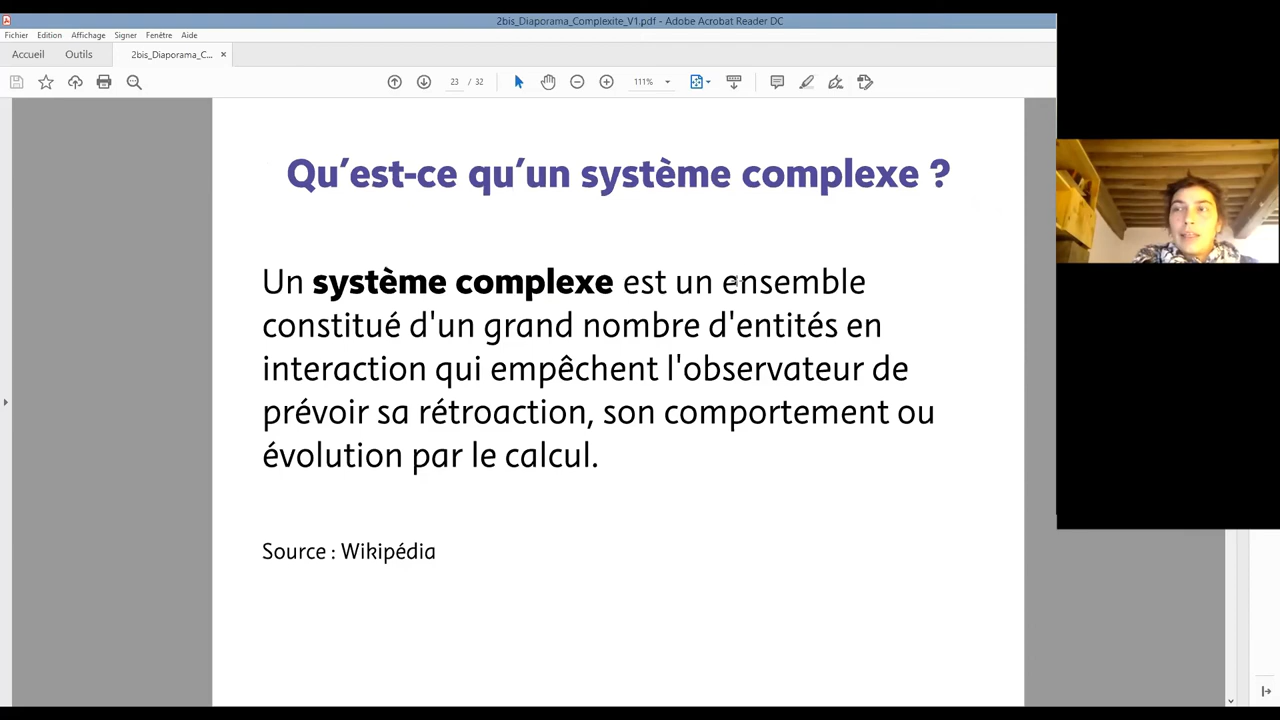 2bis_Diaporama_Complexite_V1.pdf - Adobe Acrobat Reader DC
Fichier Edition Affichage Signer Fenêtre Aide
Accueil Outils 2bis_Diaporama_C... ×
23 / 32 111%
Qu’est-ce qu’un système complexe ?
Un système complexe est un ensemble
constitué d'un grand nombre d'entités en
interaction qui empêchent l'observateur de
prévoir sa rétroaction, son comportement ou
évolution par le calcul.
Source : Wikipédia